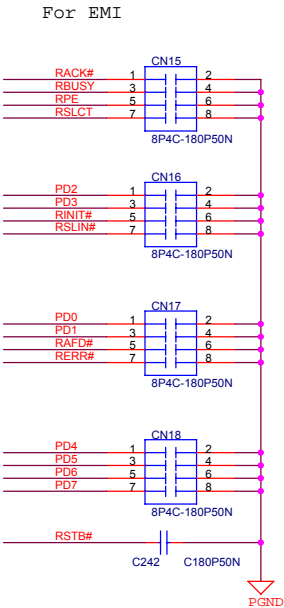 For EMI
CN15
RACK# 1 2
RBUSY 3 4
RPE 5 6
RSLCT 7 8
8P4C-180P50N
CN16
PD2 1 2
PD3 3 4
RINIT# 5 6
RSLIN# 7 8
8P4C-180P50N
CN17
PD0 1 2
PD1 3 4
RAFD# 5 6
RERR# 7 8
8P4C-180P50N
CN18
PD4 1 2
PD5 3 4
PD6 5 6
PD7 7 8
8P4C-180P50N
RSTB#
C242 C180P50N
PGND